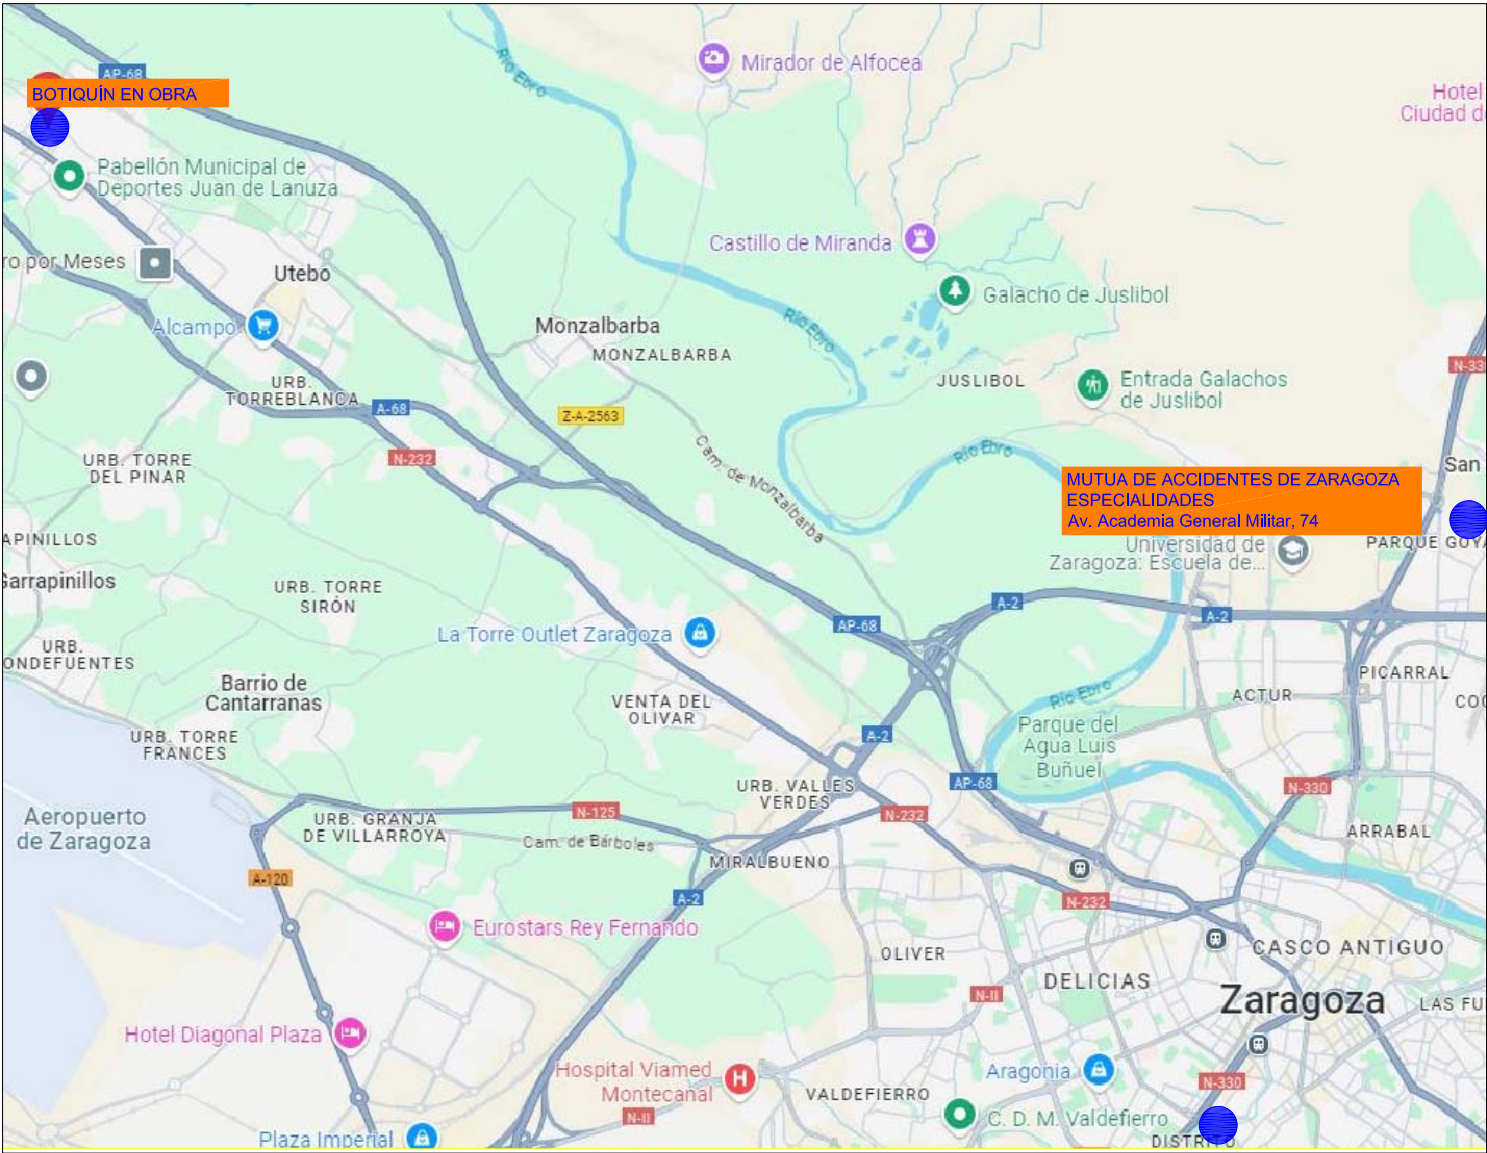 Río Ebro
Mirador de Alfocea
AP-68
BOTIQUÍN EN OBRA
Hotel
Ciudad d
Pabellón Municipal de
Deportes Juan de Lanuza
Castillo de Miranda
ro por Meses
Utebo
Galacho de Juslibol
Alcampo
Monzalbarba
Río Ebro
MONZALBARBA
N-33
URB.
TORREBLANCA
JUSLIBOL
Entrada Galachos
de Juslibol
A-68
Z-A-2563
Cam. de Monzalbarba
Río Ebro
N-232
URB. TORRE
DEL PINAR
San
MUTUA DE ACCIDENTES DE ZARAGOZA
ESPECIALIDADES
Av. Academia General Militar, 74
APINILLOS
Universidad de
Zaragoza: Escuela de...
PARQUE GOYA
Garrapinillos
URB. TORRE
SIRÓN
A-2
A-2
La Torre Outlet Zaragoza
AP-68
URB.
ONDEFUENTES
Barrio de
Cantarranas
VENTA DEL
OLIVAR
Río Ebro
PICARRAL
ACTUR
CO
URB. TORRE
FRANCES
A-2
Parque del
Agua Luis
Buñuel
URB. VALLES
VERDES
AP-68
N-330
Aeropuerto
de Zaragoza
URB. GRANJA
DE VILLARROYA
N-125
N-232
Cam. de Bárboles
ARRABAL
MIRALBUENO
A-120
A-2
N-232
Eurostars Rey Fernando
OLIVER
CASCO ANTIGUO
DELICIAS
N-II
Zaragoza
LAS FU
Hotel Diagonal Plaza
Hospital Viamed
Montecanal
Aragonia
N-330
VALDEFIERRO
N-II
C. D. M. Valdefierro
Plaza Imperial
DISTRITO